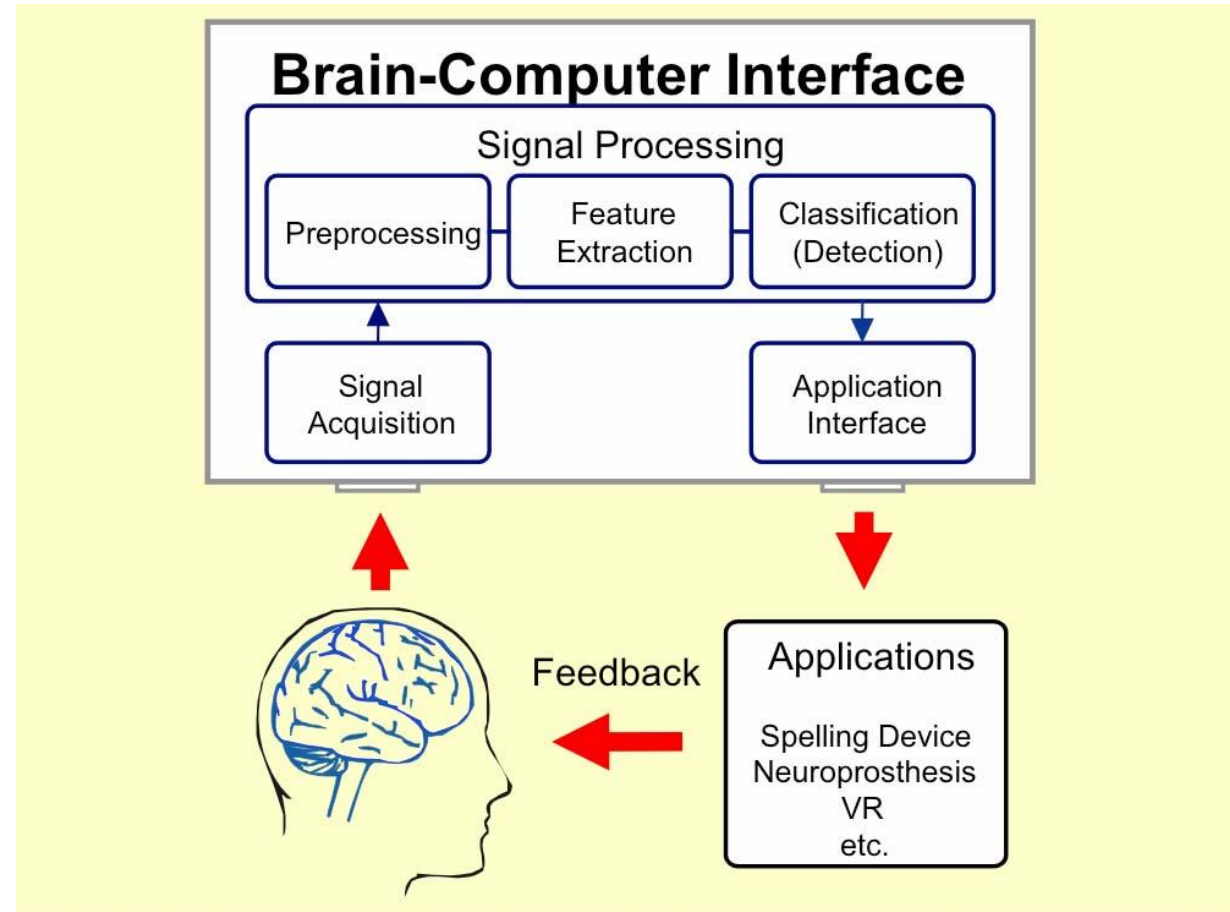 Brain-Computer Interface
Signal Processing
Preprocessing
Feature
Extraction
Classification
(Detection)
Signal
Acquisition
Application
Interface
Feedback
Applications
Spelling Device
Neuroprosthesis
VR
etc.